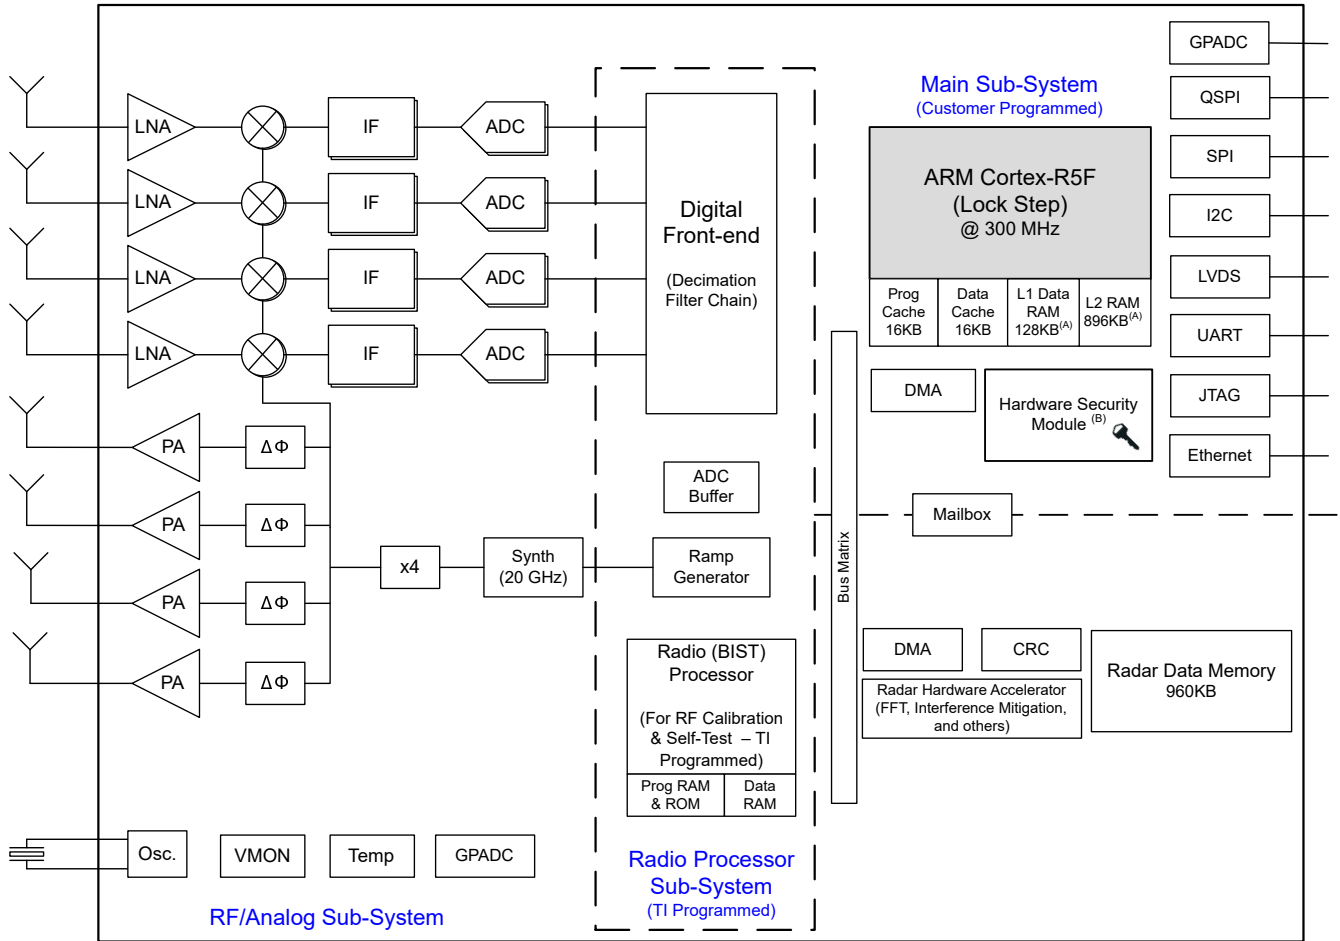 GPADC
QSPI
SPI
I2C
LVDS
UART
JTAG
Ethernet
Main Sub-System
(Customer Programmed)
ARM Cortex-R5F
(Lock Step)
@ 300 MHz
Prog
Cache
16KB
Data
Cache
16KB
L1 Data
RAM
128KB(A)
L2 RAM
896KB(A)
DMA
Hardware Security
Module (B)
Mailbox
Bus Matrix
DMA
CRC
Radar Hardware Accelerator
(FFT, Interference Mitigation,
and others)
Radar Data Memory
960KB
LNA
IF
ADC
LNA
IF
ADC
LNA
IF
ADC
LNA
IF
ADC
Digital
Front-end
(Decimation
Filter Chain)
PA
ΔΦ
PA
ΔΦ
PA
ΔΦ
PA
ΔΦ
x4
Synth
(20 GHz)
ADC
Buffer
Ramp
Generator
Radio (BIST)
Processor
(For RF Calibration
& Self-Test – TI
Programmed)
Prog RAM
& ROM
Data
RAM
Radio Processor
Sub-System
(TI Programmed)
Osc.
VMON
Temp
GPADC
RF/Analog Sub-System